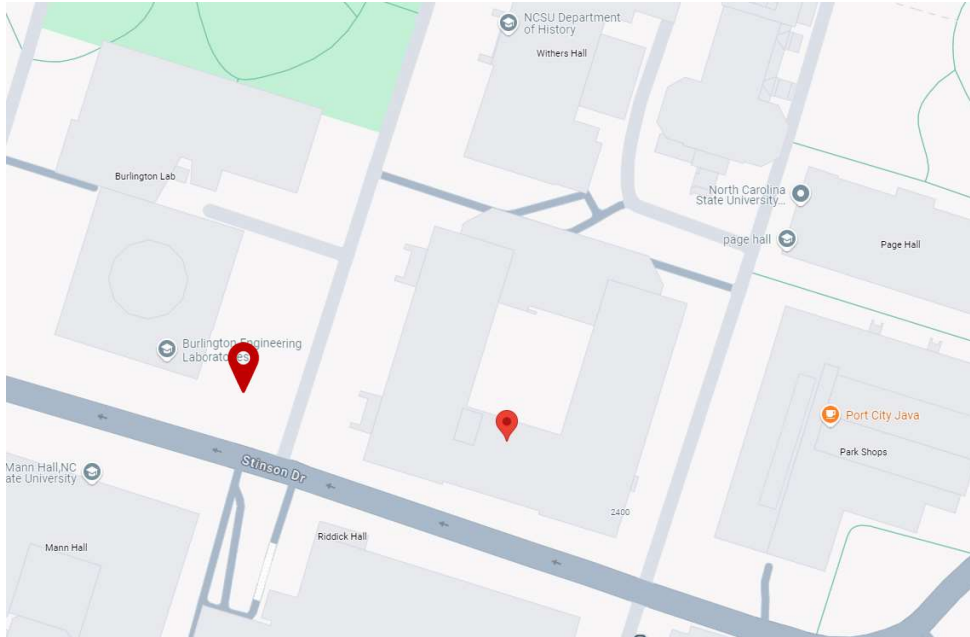 NCSU Department
of History
Withers Hall
Burlington Lab
North Carolina
State University...
page hall
Page Hall
Burlington Engineering
Laboratories
Port City Java
Park Shops
Stinson Dr
Mann Hall,NC
ate University
2400
Riddick Hall
Mann Hall